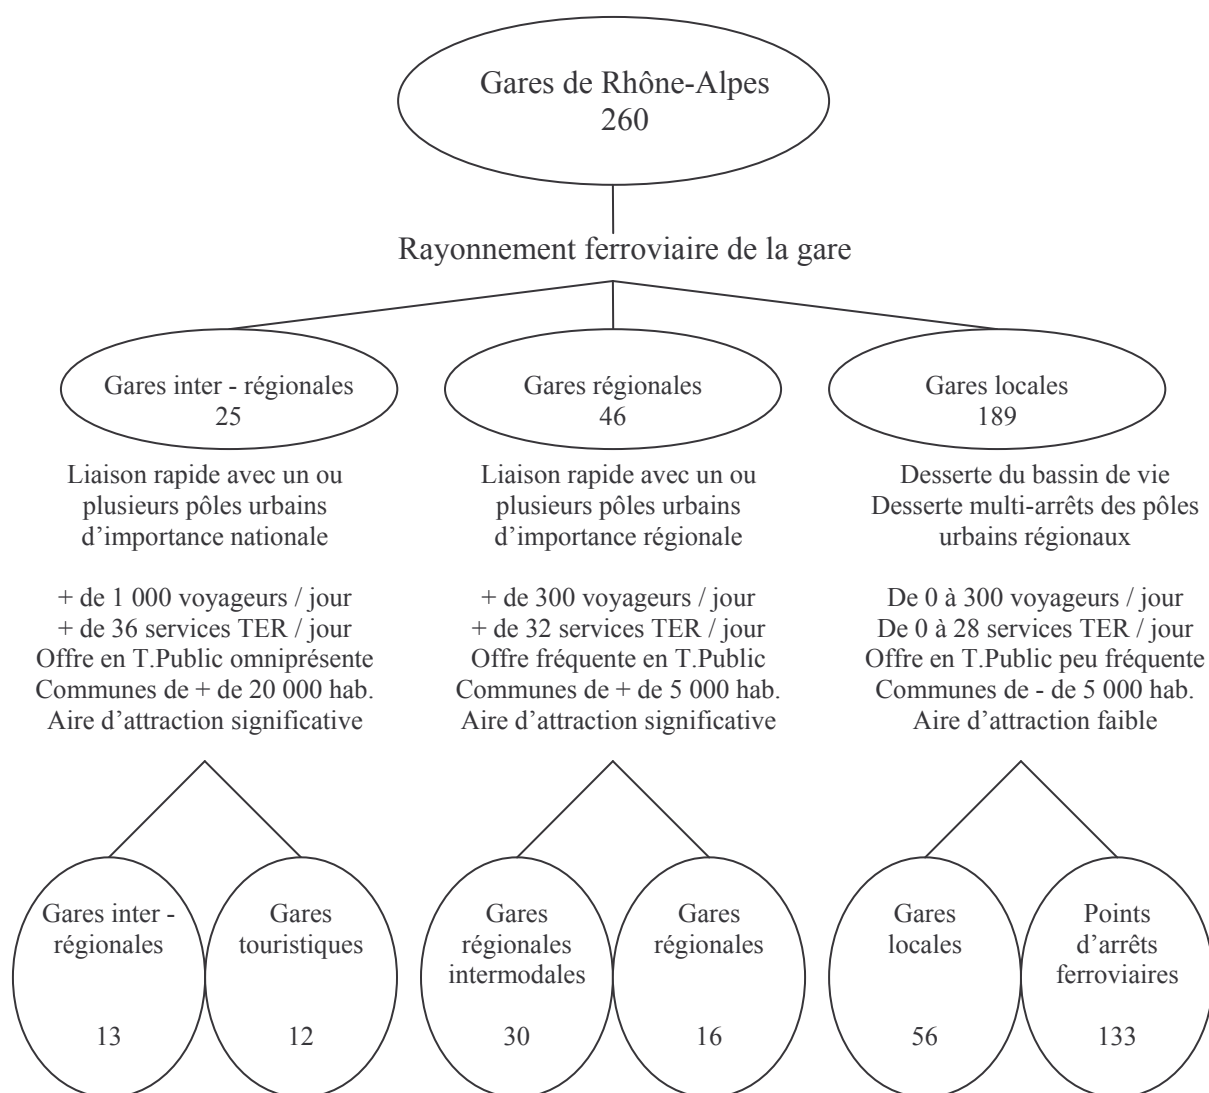 Gares de Rhône-Alpes
260
Rayonnement ferroviaire de la gare
Gares inter - régionales
25
Gares régionales
46
Gares locales
189
Liaison rapide avec un ou
plusieurs pôles urbains
d’importance nationale
+ de 1 000 voyageurs / jour
+ de 36 services TER / jour
Offre en T.Public omniprésente
Communes de + de 20 000 hab.
Aire d’attraction significative
Liaison rapide avec un ou
plusieurs pôles urbains
d’importance régionale
+ de 300 voyageurs / jour
+ de 32 services TER / jour
Offre fréquente en T.Public
Communes de + de 5 000 hab.
Aire d’attraction significative
Desserte du bassin de vie
Desserte multi-arrêts des pôles
urbains régionaux
De 0 à 300 voyageurs / jour
De 0 à 28 services TER / jour
Offre en T.Public peu fréquente
Communes de - de 5 000 hab.
Aire d’attraction faible
Gares inter -
régionales
13
Gares
touristiques
12
Gares
régionales
intermodales
30
Gares
régionales
16
Gares
locales
56
Points
d’arrêts
ferroviaires
133